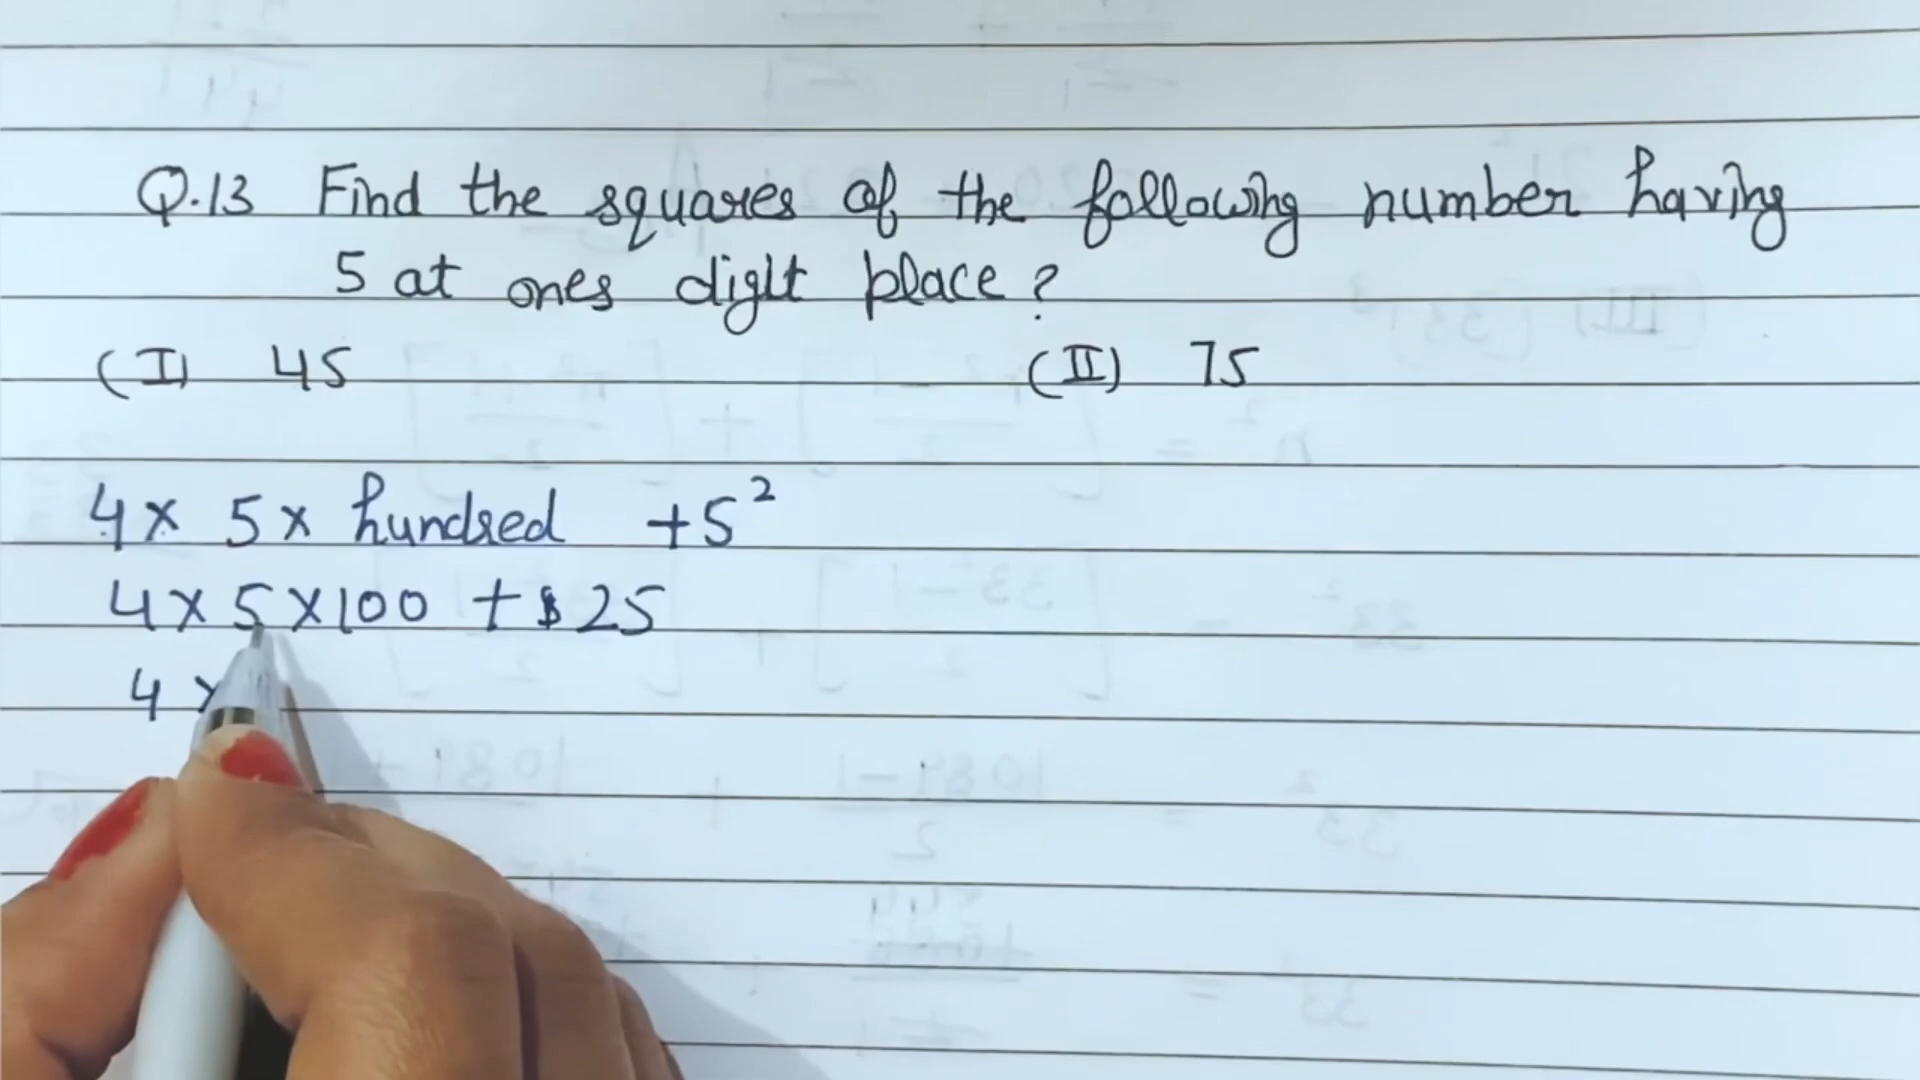 Q.13 Find the squares of the following number having
5 at ones digit place?
(I) 45 (II) 75
4 × 5 × hundred + 5²
4 × 5 × 100 + 25
4 ×